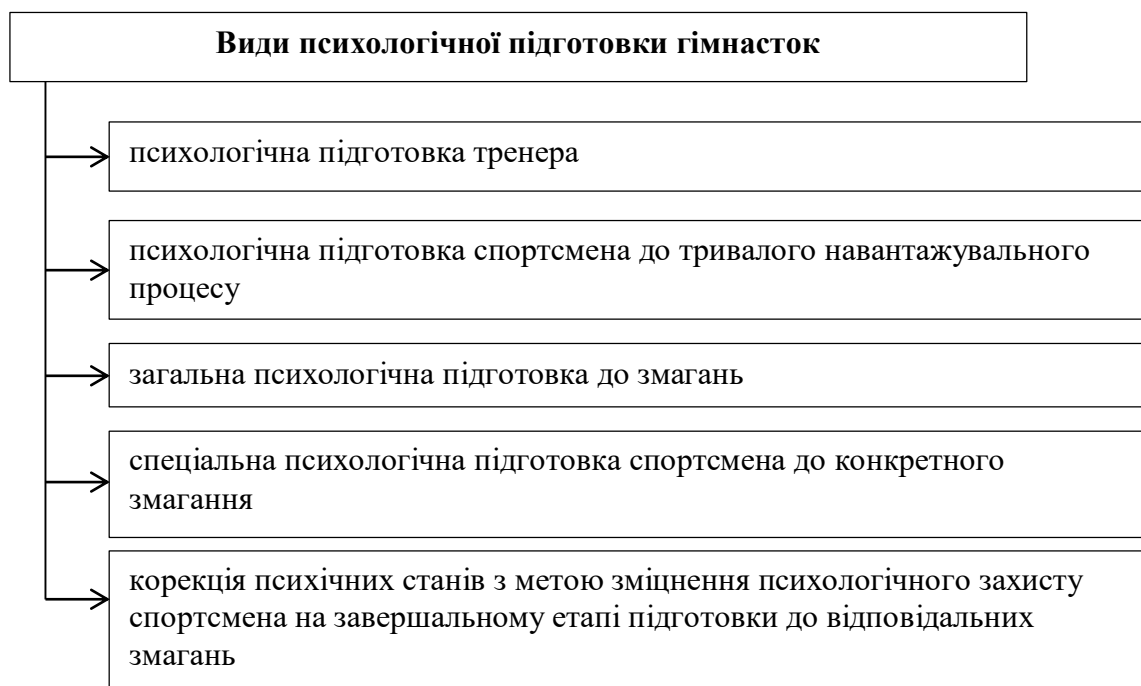 Види психологічної підготовки гімнасток
психологічна підготовка тренера
психологічна підготовка спортсмена до тривалого навантажувального
процесу
загальна психологічна підготовка до змагань
спеціальна психологічна підготовка спортсмена до конкретного
змагання
корекція психічних станів з метою зміцнення психологічного захисту
спортсмена на завершальному етапі підготовки до відповідальних
змагань